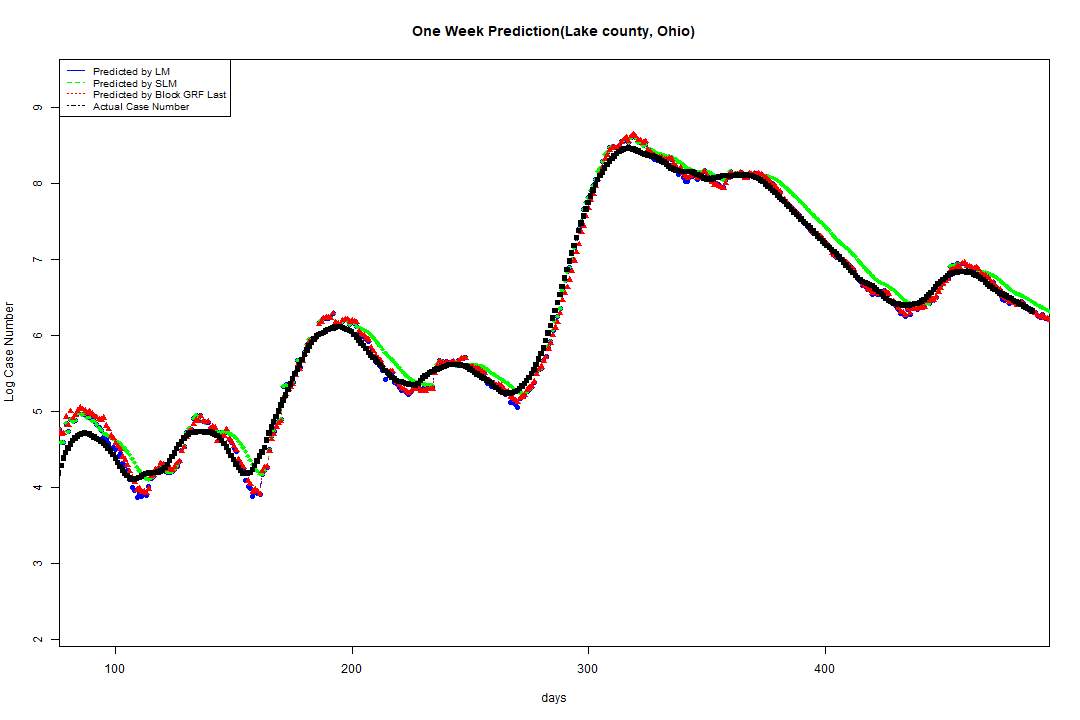 One Week Prediction(Lake county, Ohio)
Predicted by LM
Predicted by SLM
Predicted by Block GRF Last
Actual Case Number
9
8
7
6
5
4
3
2
Log Case Number
100 200 300 400
days